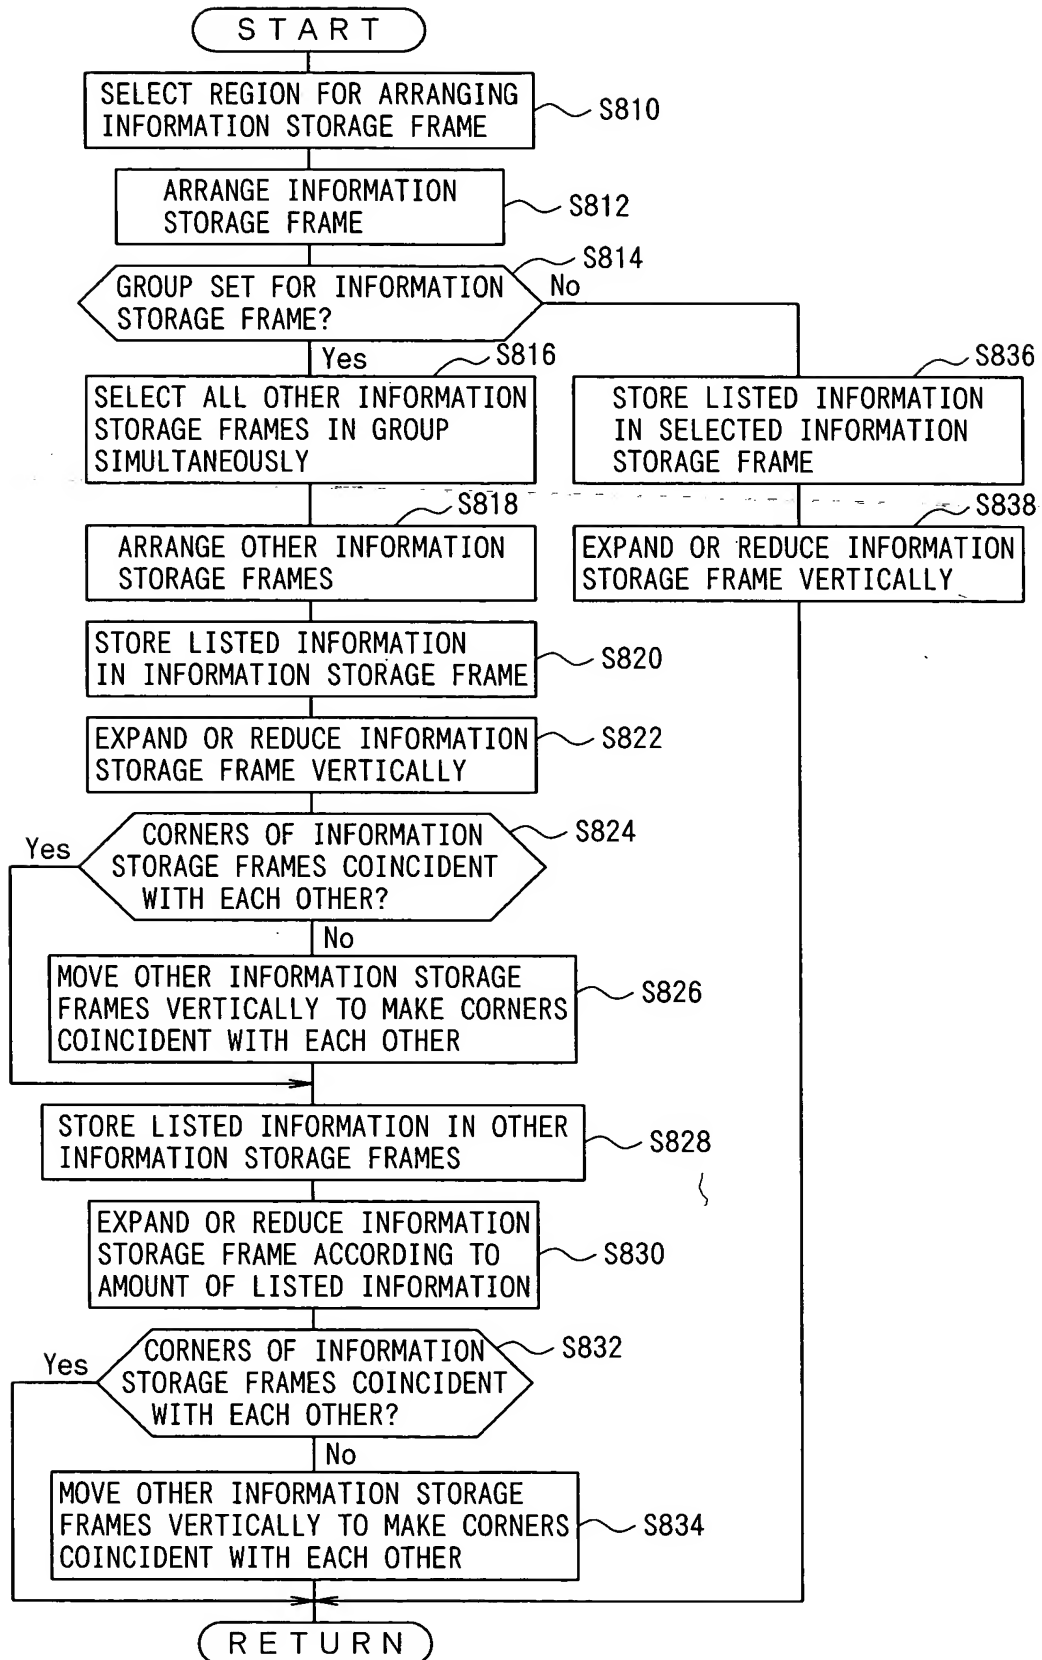 START
SELECT REGION FOR ARRANGING
INFORMATION STORAGE FRAME
S810
ARRANGE INFORMATION
STORAGE FRAME
S812
GROUP SET FOR INFORMATION
STORAGE FRAME?
S814
No
Yes
SELECT ALL OTHER INFORMATION
STORAGE FRAMES IN GROUP
SIMULTANEOUSLY
S816
STORE LISTED INFORMATION
IN SELECTED INFORMATION
STORAGE FRAME
S836
ARRANGE OTHER INFORMATION
STORAGE FRAMES
S818
EXPAND OR REDUCE INFORMATION
STORAGE FRAME VERTICALLY
S838
STORE LISTED INFORMATION
IN INFORMATION STORAGE FRAME
S820
EXPAND OR REDUCE INFORMATION
STORAGE FRAME VERTICALLY
S822
CORNERS OF INFORMATION
STORAGE FRAMES COINCIDENT
WITH EACH OTHER?
S824
Yes
No
MOVE OTHER INFORMATION STORAGE
FRAMES VERTICALLY TO MAKE CORNERS
COINCIDENT WITH EACH OTHER
S826
STORE LISTED INFORMATION IN OTHER
INFORMATION STORAGE FRAMES
S828
EXPAND OR REDUCE INFORMATION
STORAGE FRAME ACCORDING TO
AMOUNT OF LISTED INFORMATION
S830
CORNERS OF INFORMATION
STORAGE FRAMES COINCIDENT
WITH EACH OTHER?
S832
Yes
No
MOVE OTHER INFORMATION STORAGE
FRAMES VERTICALLY TO MAKE CORNERS
COINCIDENT WITH EACH OTHER
S834
RETURN